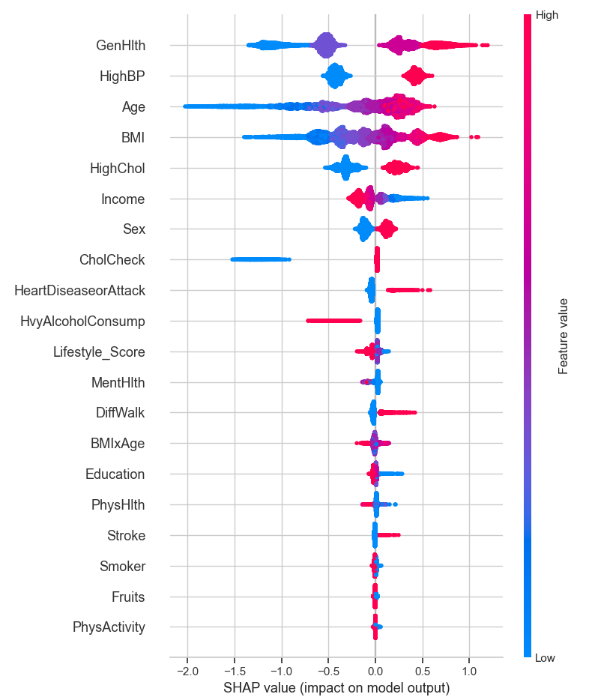 High
GenHlth
HighBP
Age
BMI
HighChol
Income
Sex
CholCheck
HeartDiseaseorAttack
HvyAlcoholConsump
Lifestyle_Score
MentHlth
DiffWalk
BMIxAge
Education
PhysHlth
Stroke
Smoker
Fruits
PhysActivity
Feature value
Low
−2.0 −1.5 −1.0 −0.5 0.0 0.5 1.0
SHAP value (impact on model output)